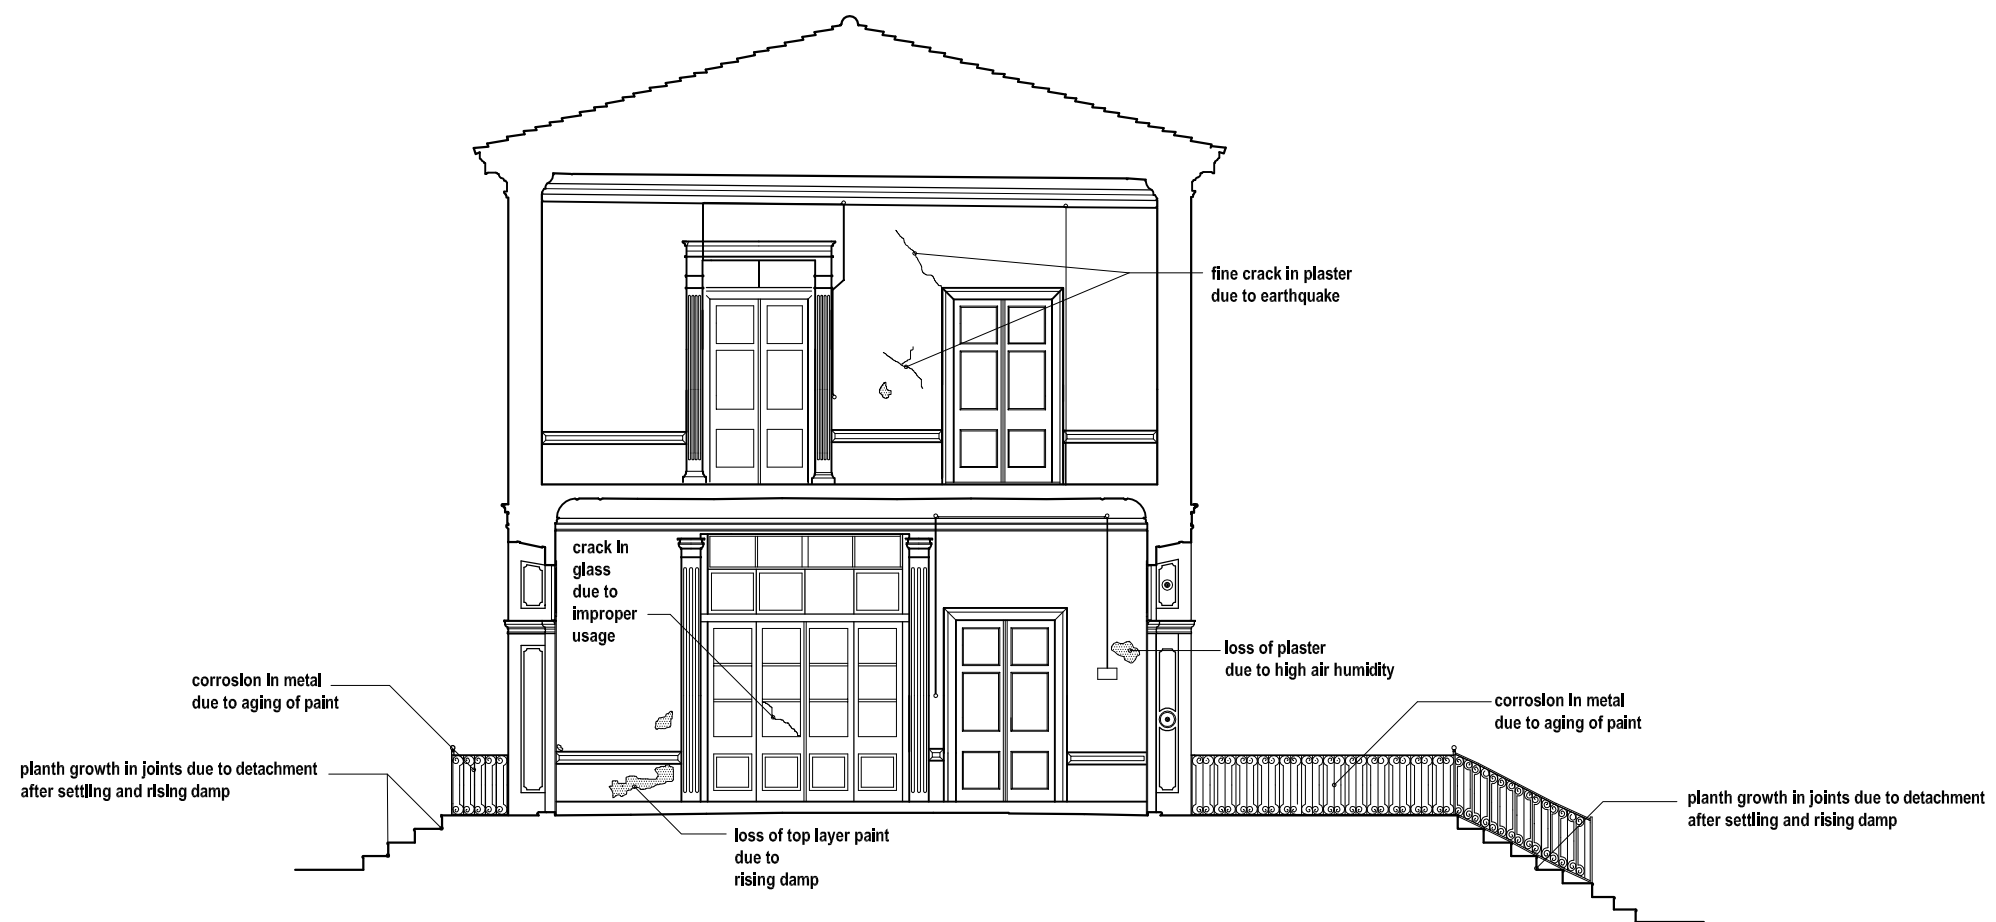 fine crack in plaster
due to earthquake
crack in
glass
due to
improper
usage
loss of plaster
due to high air humidity
corrosion in metal
due to aging of paint
corrosion in metal
due to aging of paint
planth growth in joints due to detachment
after settling and rising damp
planth growth in joints due to detachment
after settling and rising damp
loss of top layer paint
due to
rising damp